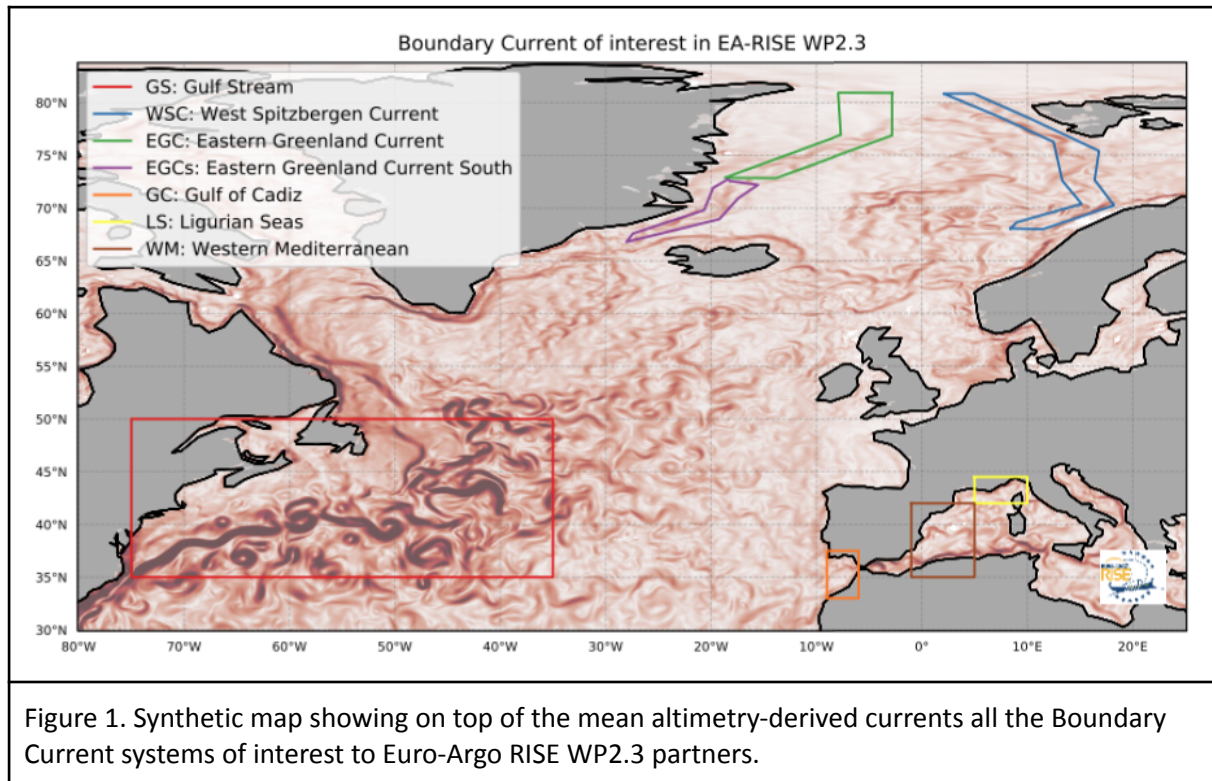 Boundary Current of interest in EA-RISE WP2.3
GS: Gulf Stream
WSC: West Spitzbergen Current
EGC: Eastern Greenland Current
EGCs: Eastern Greenland Current South
GC: Gulf of Cadiz
LS: Ligurian Seas
WM: Western Mediterranean
80°N
75°N
70°N
65°N
60°N
55°N
50°N
45°N
40°N
35°N
30°N
80°W 70°W 60°W 50°W 40°W 30°W 20°W 10°W 0° 10°E 20°E
RISE
Figure 1. Synthetic map showing on top of the mean altimetry-derived currents all the Boundary
Current systems of interest to Euro-Argo RISE WP2.3 partners.